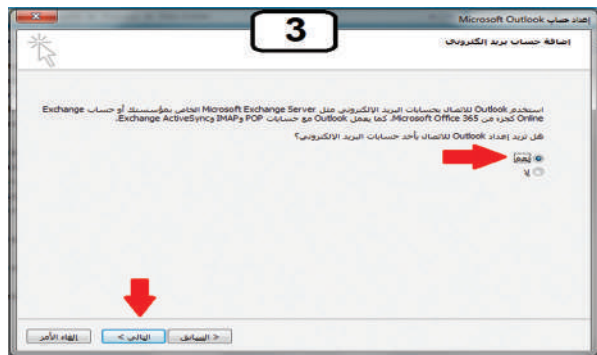 إعداد حساب Microsoft Outlook
3
إضافة حساب بريد إلكتروني
استخدم Outlook للاتصال بحسابات البريد الإلكتروني مثل Microsoft Exchange Server الخاص بمؤسستك أو حساب Exchange
Online كجزء من Microsoft Office 365. كما يعمل Outlook مع حسابات POP وIMAP وExchange ActiveSync.
هل تريد إعداد Outlook للاتصال بأحد حسابات البريد الإلكتروني؟
نعم
لا
< السابق
التالي >
إلغاء الأمر